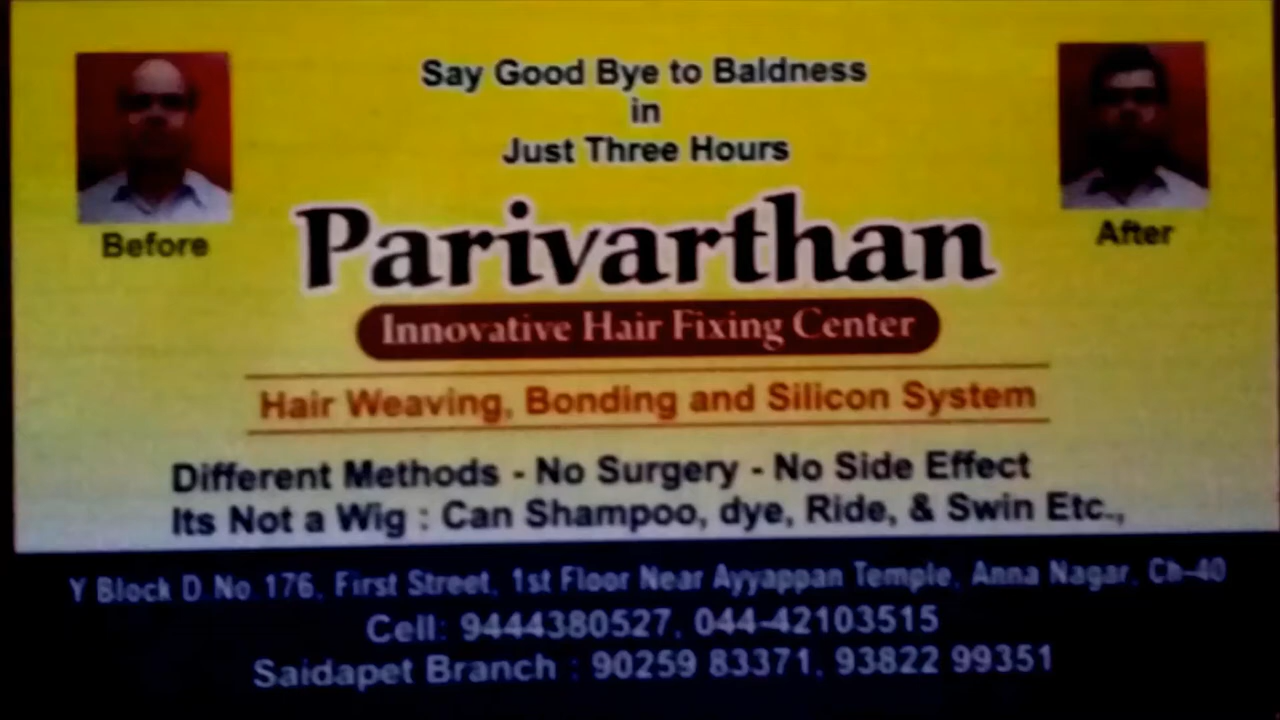 Say Good Bye to Baldness
in
Just Three Hours
Before
After
Parivarthan
Innovative Hair Fixing Center
Hair Weaving, Bonding and Silicon System
Different Methods - No Surgery - No Side Effect
Its Not a Wig : Can Shampoo, dye, Ride, & Swin Etc.,
Y Block D No 176, First Street, 1st Floor Near Ayyappan Temple, Anna Nagar, Ch-40
Cell: 9444380527, 044-42103515
Saidapet Branch : 90259 83371, 93822 99351